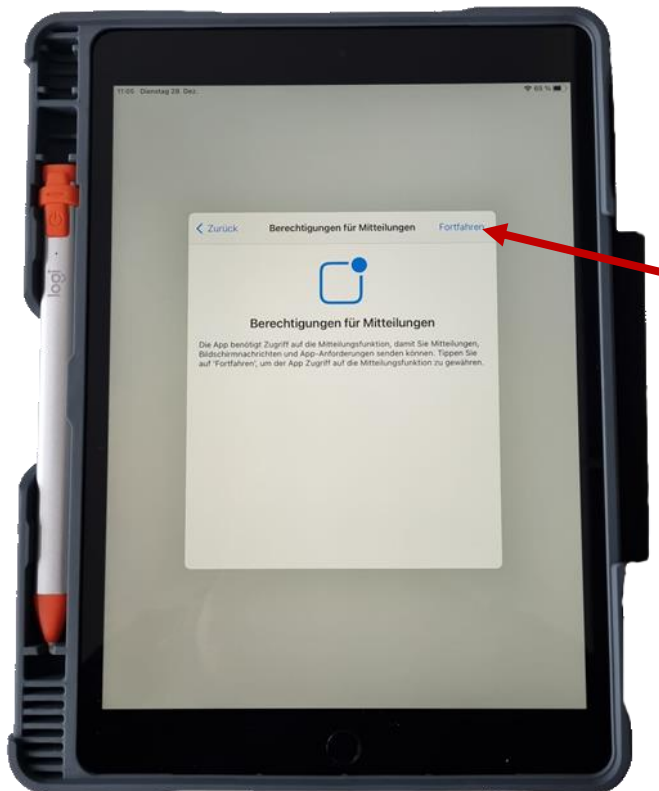 11:05 Dienstag 28. Dez.
65 %
Zurück
Berechtigungen für Mitteilungen
Fortfahren
Berechtigungen für Mitteilungen
Die App benötigt Zugriff auf die Mitteilungsfunktion, damit Sie Mitteilungen,
Bildschirmnachrichten und App-Anforderungen senden können. Tippen Sie
auf 'Fortfahren', um der App Zugriff auf die Mitteilungsfunktion zu gewähren.
logi